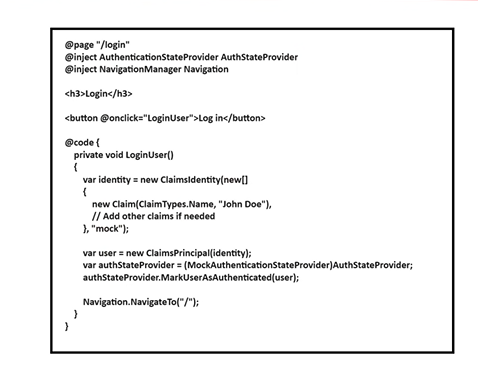 @page "/login"
@inject AuthenticationStateProvider AuthStateProvider
@inject NavigationManager Navigation

<h3>Login</h3>

<button @onclick="LoginUser">Log in</button>

@code {
    private void LoginUser()
    {
        var identity = new ClaimsIdentity(new[]
        {
            new Claim(ClaimTypes.Name, "John Doe"),
            // Add other claims if needed
        }, "mock");

        var user = new ClaimsPrincipal(identity);
        var authStateProvider = (MockAuthenticationStateProvider)AuthStateProvider;
        authStateProvider.MarkUserAsAuthenticated(user);

        Navigation.NavigateTo("/");
    }
}